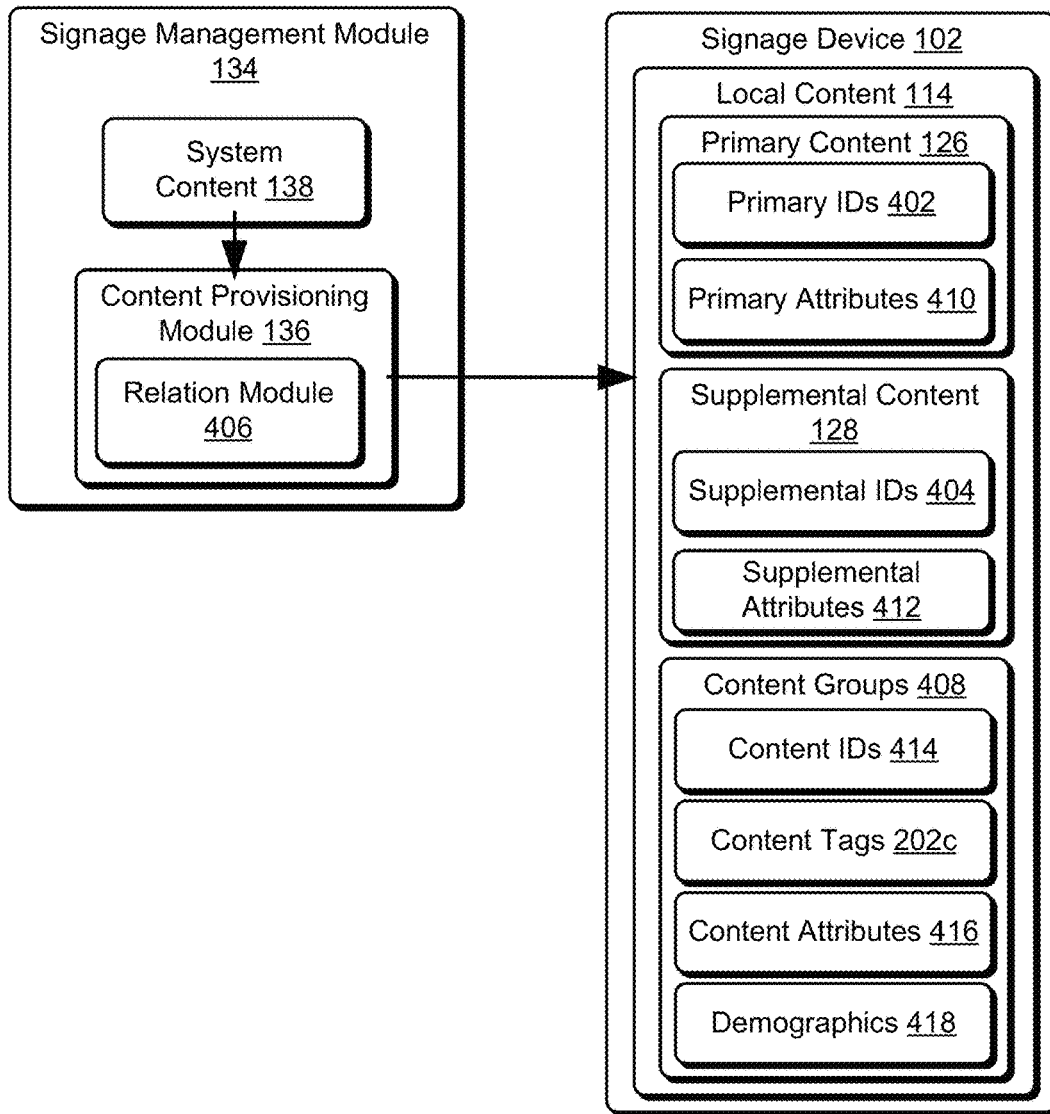 Signage Management Module
134
System
Content 138
Content Provisioning
Module 136
Relation Module
406
Signage Device 102
Local Content 114
Primary Content 126
Primary IDs 402
Primary Attributes 410
Supplemental Content
128
Supplemental IDs 404
Supplemental
Attributes 412
Content Groups 408
Content IDs 414
Content Tags 202c
Content Attributes 416
Demographics 418